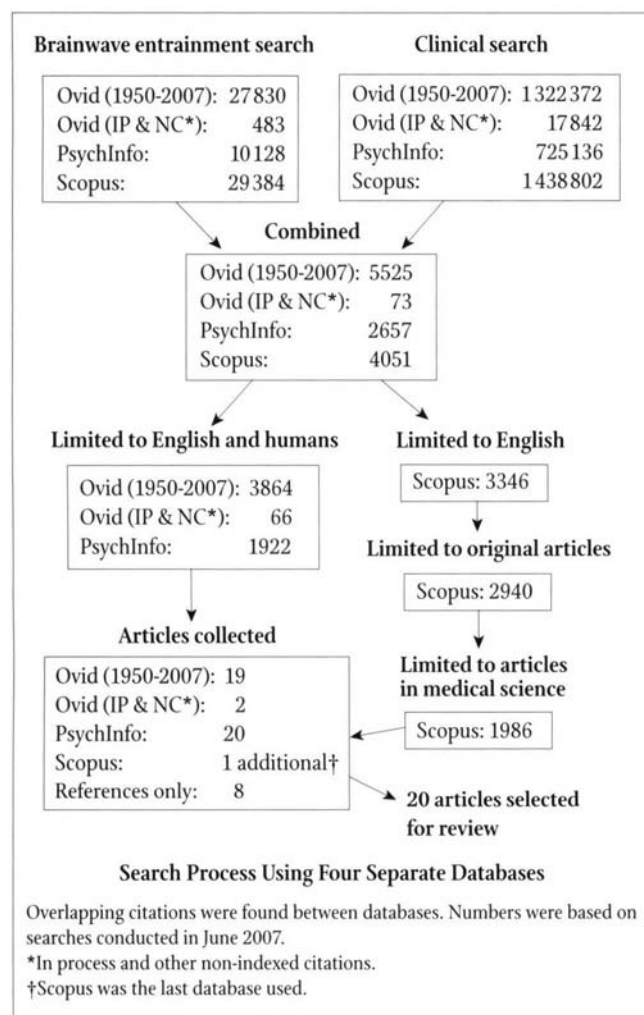 Brainwave entrainment search
Clinical search
Ovid (1950-2007): 27830
Ovid (IP & NC*): 483
PsychInfo: 10128
Scopus: 29384
Ovid (1950-2007): 1322372
Ovid (IP & NC*): 17842
PsychInfo: 725136
Scopus: 1438802
Combined
Ovid (1950-2007): 5525
Ovid (IP & NC*): 73
PsychInfo: 2657
Scopus: 4051
Limited to English and humans
Ovid (1950-2007): 3864
Ovid (IP & NC*): 66
PsychInfo: 1922
Limited to English
Scopus: 3346
Limited to original articles
Scopus: 2940
Limited to articles
in medical science
Scopus: 1986
Articles collected
Ovid (1950-2007): 19
Ovid (IP & NC*): 2
PsychInfo: 20
Scopus: 1 additional†
References only: 8
20 articles selected
for review
Search Process Using Four Separate Databases
Overlapping citations were found between databases. Numbers were based on
searches conducted in June 2007.
*In process and other non-indexed citations.
†Scopus was the last database used.